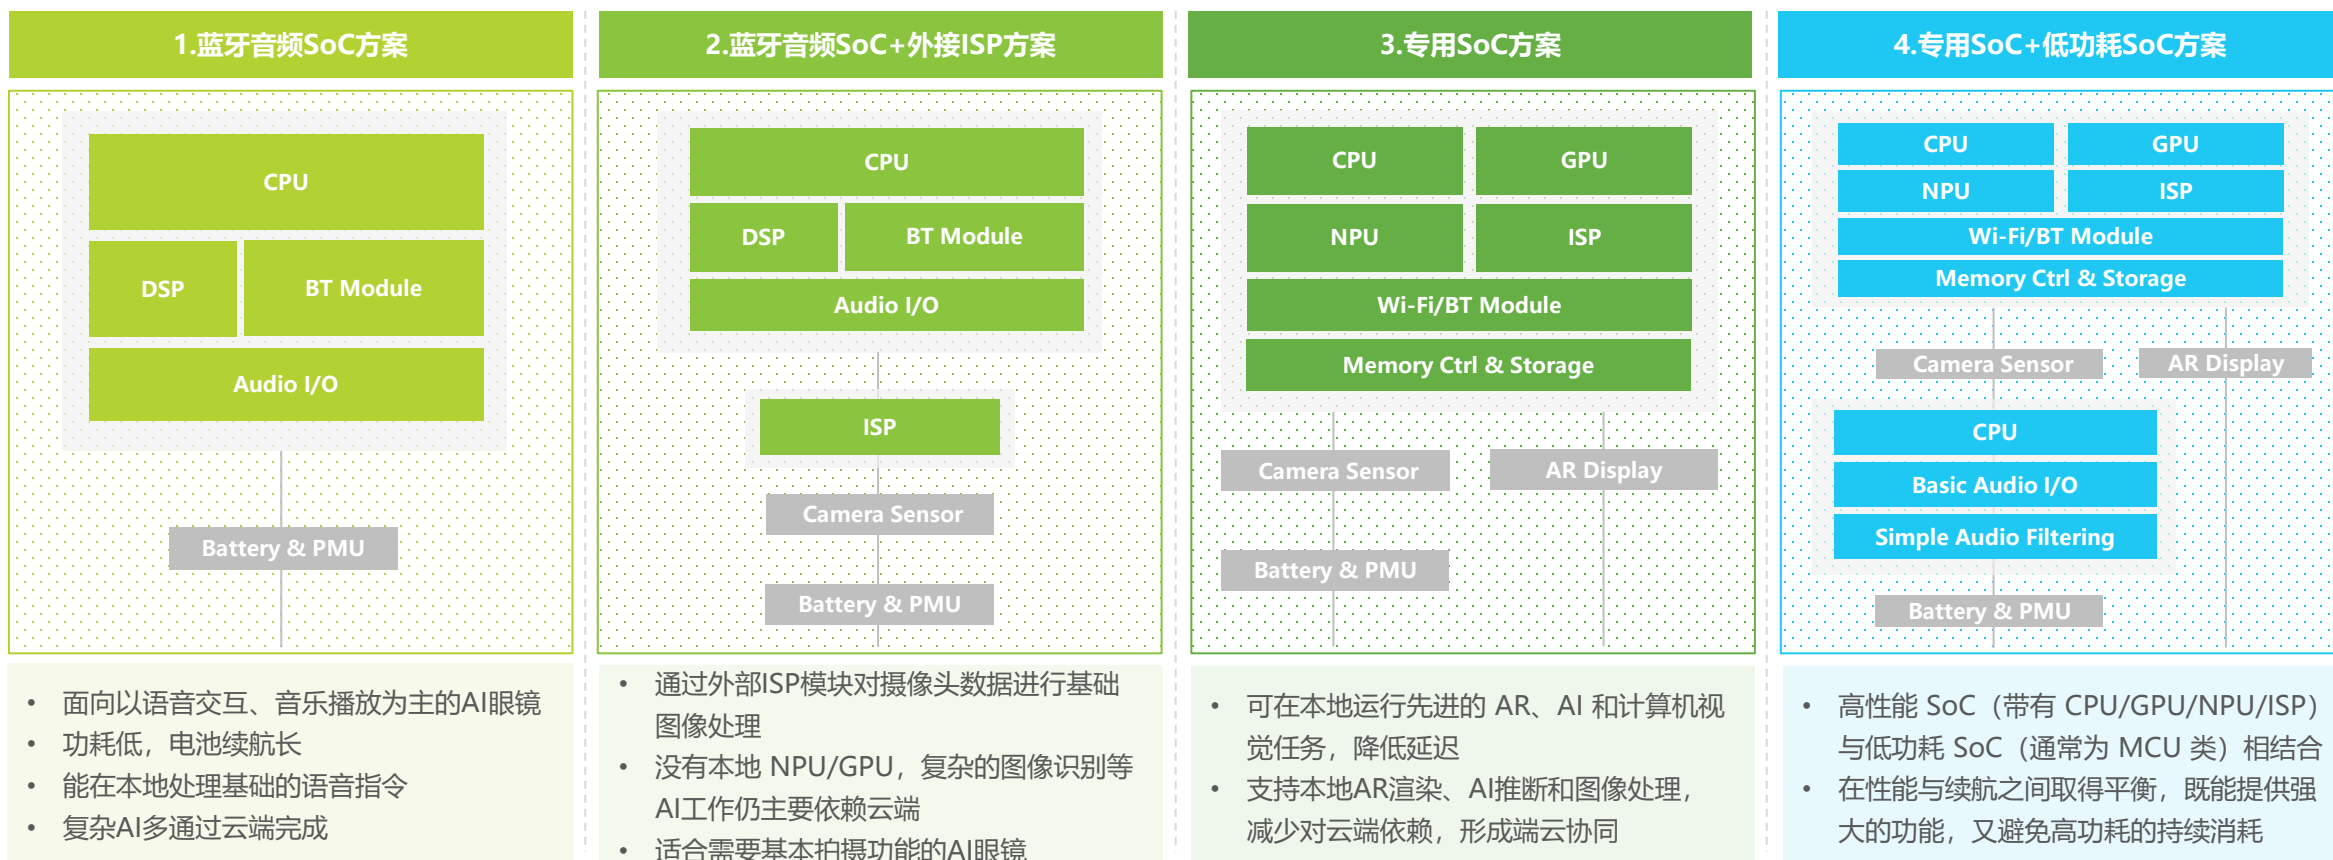 1.蓝牙音频SoC方案
CPU
DSP
BT Module
Audio I/O
Battery & PMU
• 面向以语音交互、音乐播放为主的AI眼镜
• 功耗低，电池续航长
• 能在本地处理基础的语音指令
• 复杂AI多通过云端完成
2.蓝牙音频SoC+外接ISP方案
CPU
DSP
BT Module
Audio I/O
ISP
Camera Sensor
Battery & PMU
• 通过外部ISP模块对摄像头数据进行基础
图像处理
• 没有本地 NPU/GPU，复杂的图像识别等
AI工作仍主要依赖云端
• 适合需要基本拍摄功能的AI眼镜
3.专用SoC方案
CPU
GPU
NPU
ISP
Wi-Fi/BT Module
Memory Ctrl & Storage
Camera Sensor
AR Display
Battery & PMU
• 可在本地运行先进的 AR、AI 和计算机视
觉任务，降低延迟
• 支持本地AR渲染、AI推断和图像处理，
减少对云端依赖，形成端云协同
4.专用SoC+低功耗SoC方案
CPU
GPU
NPU
ISP
Wi-Fi/BT Module
Memory Ctrl & Storage
Camera Sensor
AR Display
CPU
Basic Audio I/O
Simple Audio Filtering
Battery & PMU
• 高性能 SoC（带有 CPU/GPU/NPU/ISP）
与低功耗 SoC（通常为 MCU 类）相结合
• 在性能与续航之间取得平衡，既能提供强
大的功能，又避免高功耗的持续消耗